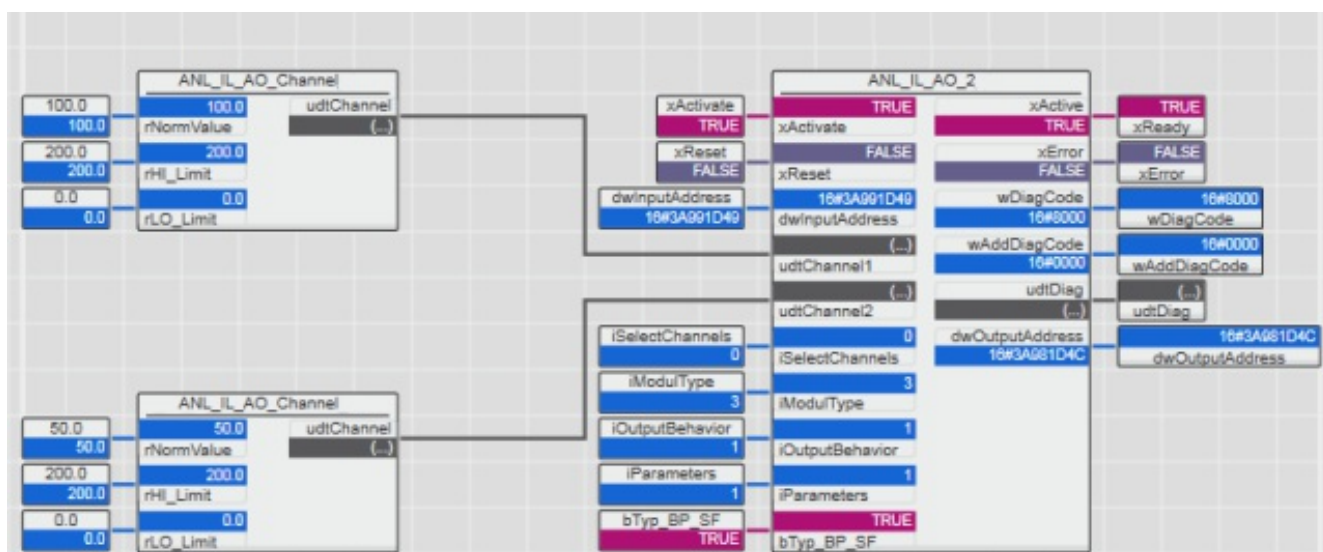 ANL_IL_AO_Channel
100.0
100.0
100.0
rNormValue
udtChannel
(...)
200.0
200.0
200.0
rHI_Limit
0.0
0.0
0.0
rLO_Limit
ANL_IL_AO_Channel
50.0
50.0
50.0
rNormValue
udtChannel
(...)
200.0
200.0
200.0
rHI_Limit
0.0
0.0
0.0
rLO_Limit
ANL_IL_AO_2
xActivate
TRUE
TRUE
xActivate
xReset
FALSE
FALSE
xReset
dwInputAddress
16#3A991D49
16#3A991D49
dwInputAddress
(...)
udtChannel1
(...)
udtChannel2
iSelectChannels
0
0
iSelectChannels
iModulType
3
3
iModulType
iOutputBehavior
1
1
iOutputBehavior
iParameters
1
1
iParameters
bTyp_BP_SF
TRUE
TRUE
bTyp_BP_SF
xActive
TRUE
TRUE
xReady
xError
FALSE
FALSE
xError
wDiagCode
16#8000
16#8000
wDiagCode
wAddDiagCode
16#0000
16#0000
wAddDiagCode
udtDiag
(...)
(...)
udtDiag
dwOutputAddress
16#3A981D4C
16#3A981D4C
dwOutputAddress